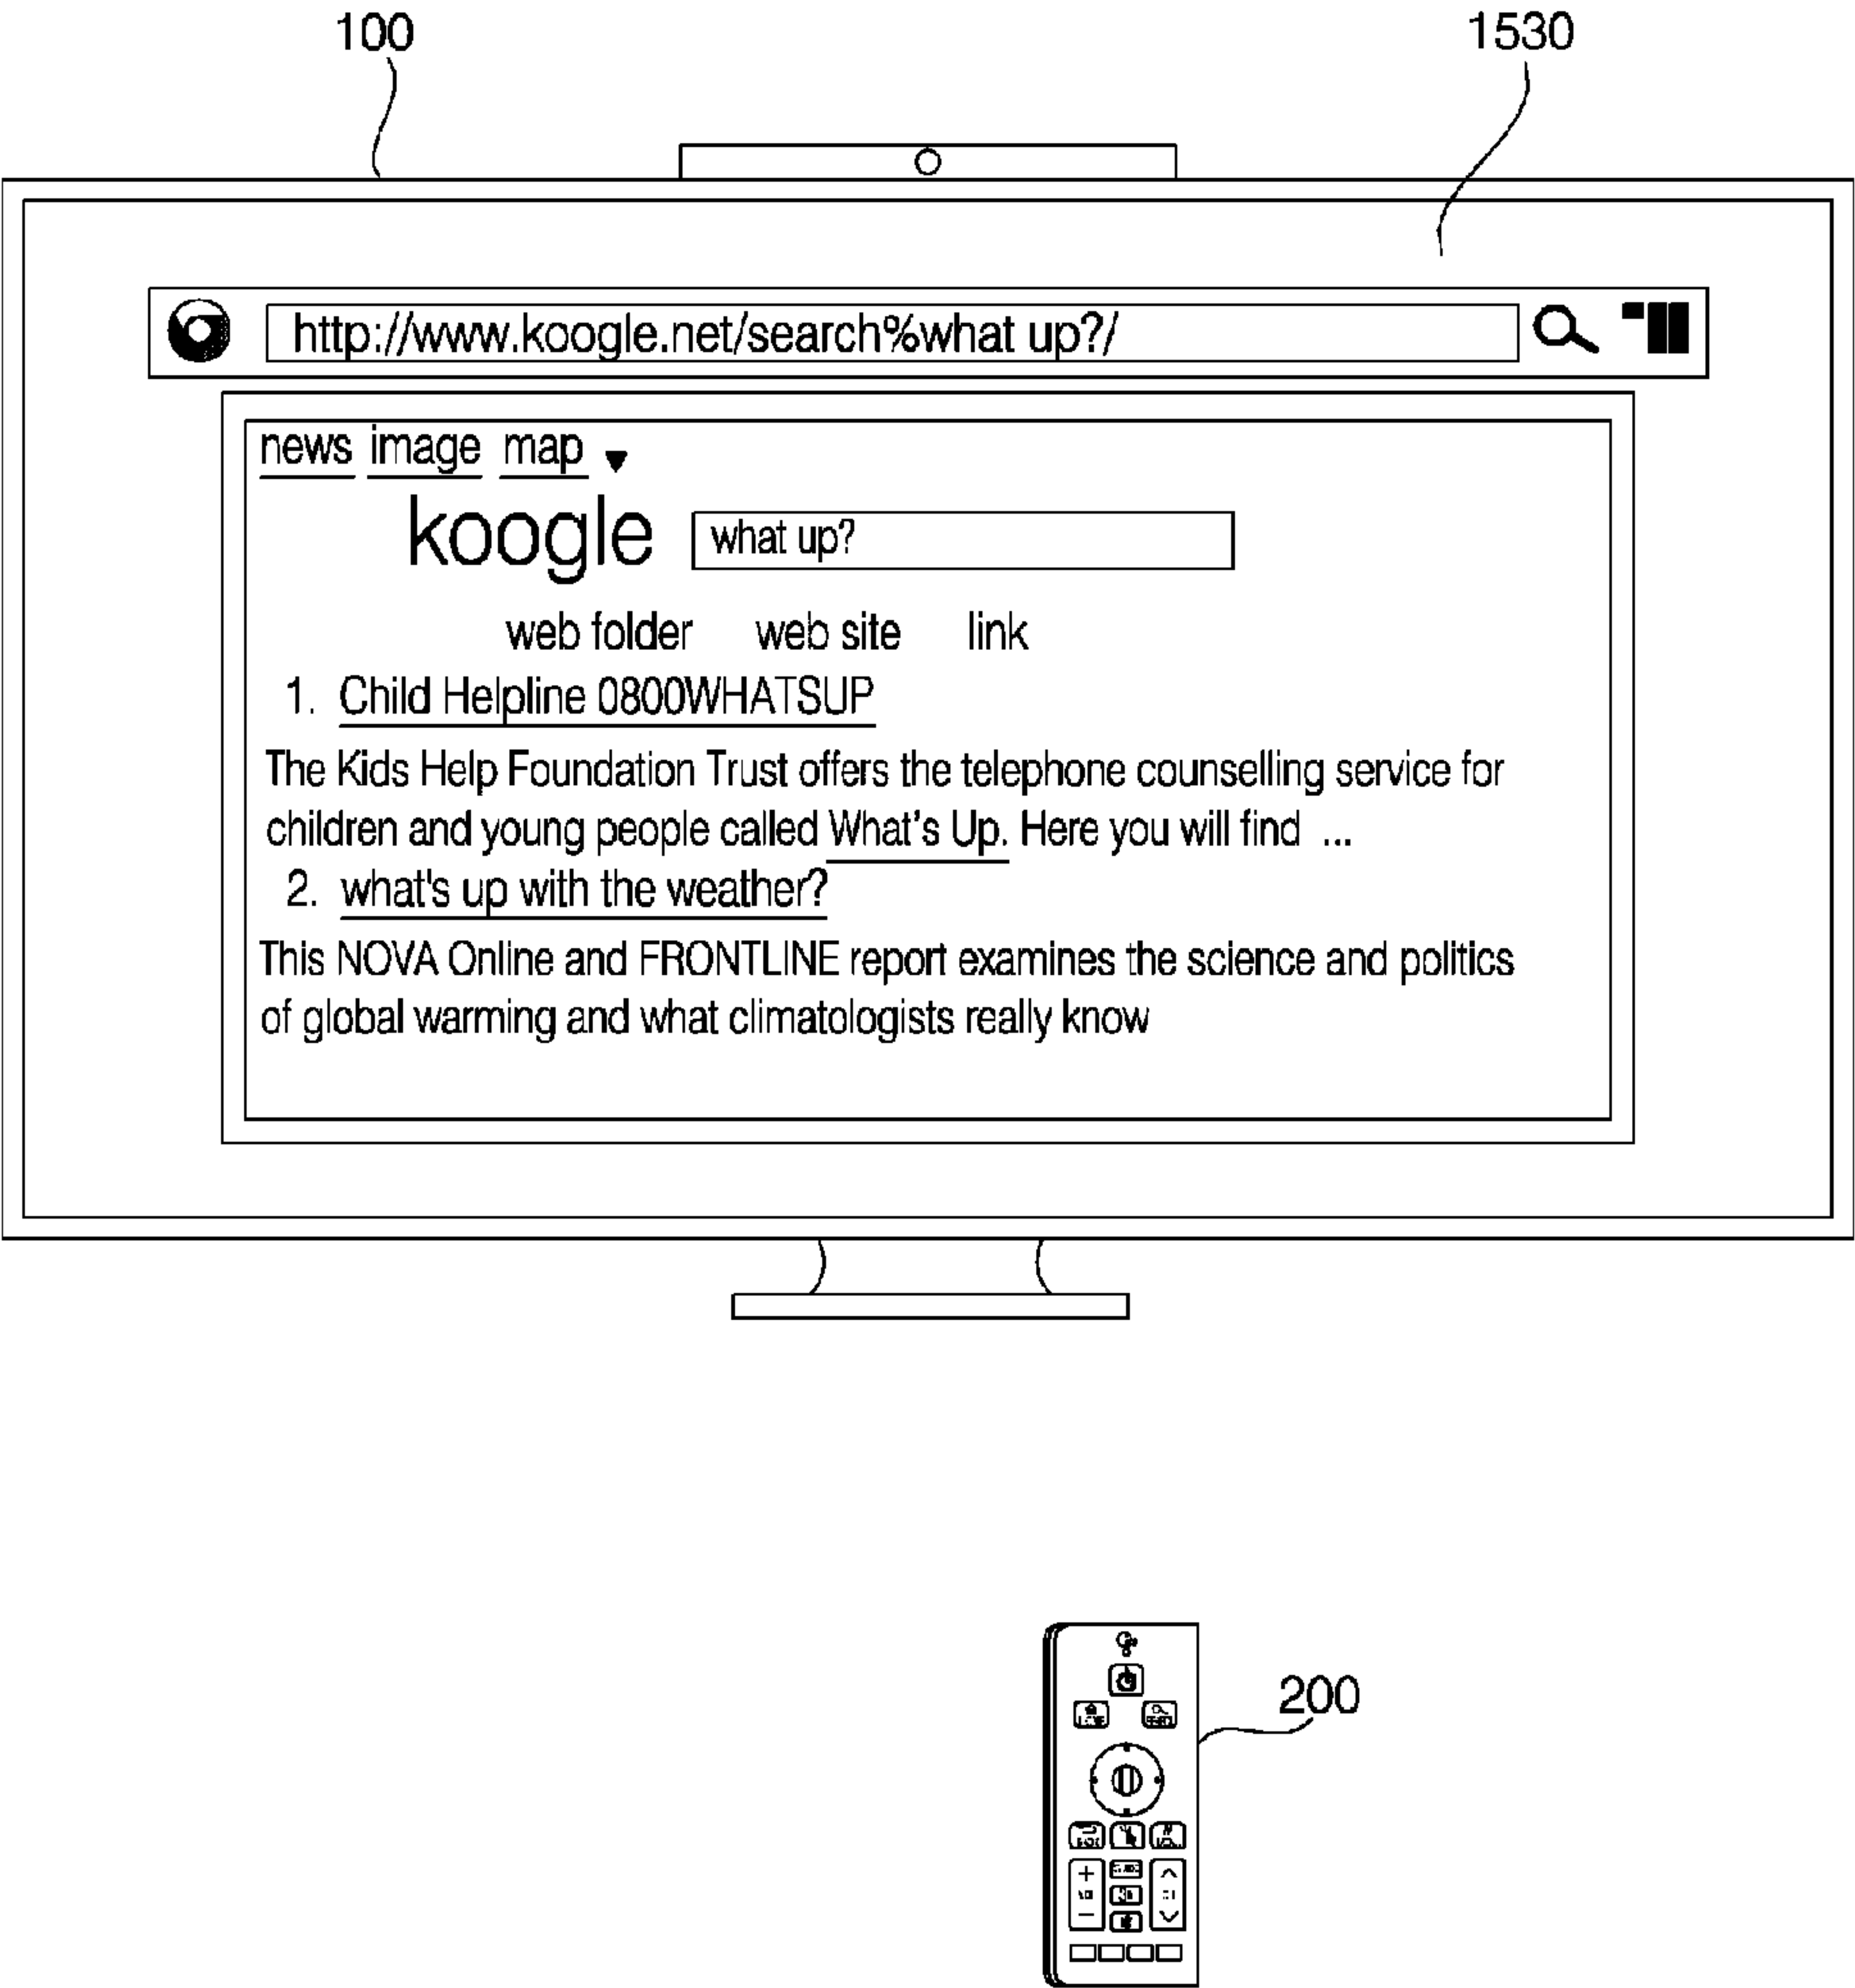 100 1530
http://www.koogle.net/search%what up?/
news image map
koogle what up?
web folder web site link
1. Child Helpline 0800WHATSUP
The Kids Help Foundation Trust offers the telephone counselling service for
children and young people called What's Up. Here you will find ...
2. what's up with the weather?
This NOVA Online and FRONTLINE report examines the science and politics
of global warming and what climatologists really know
200